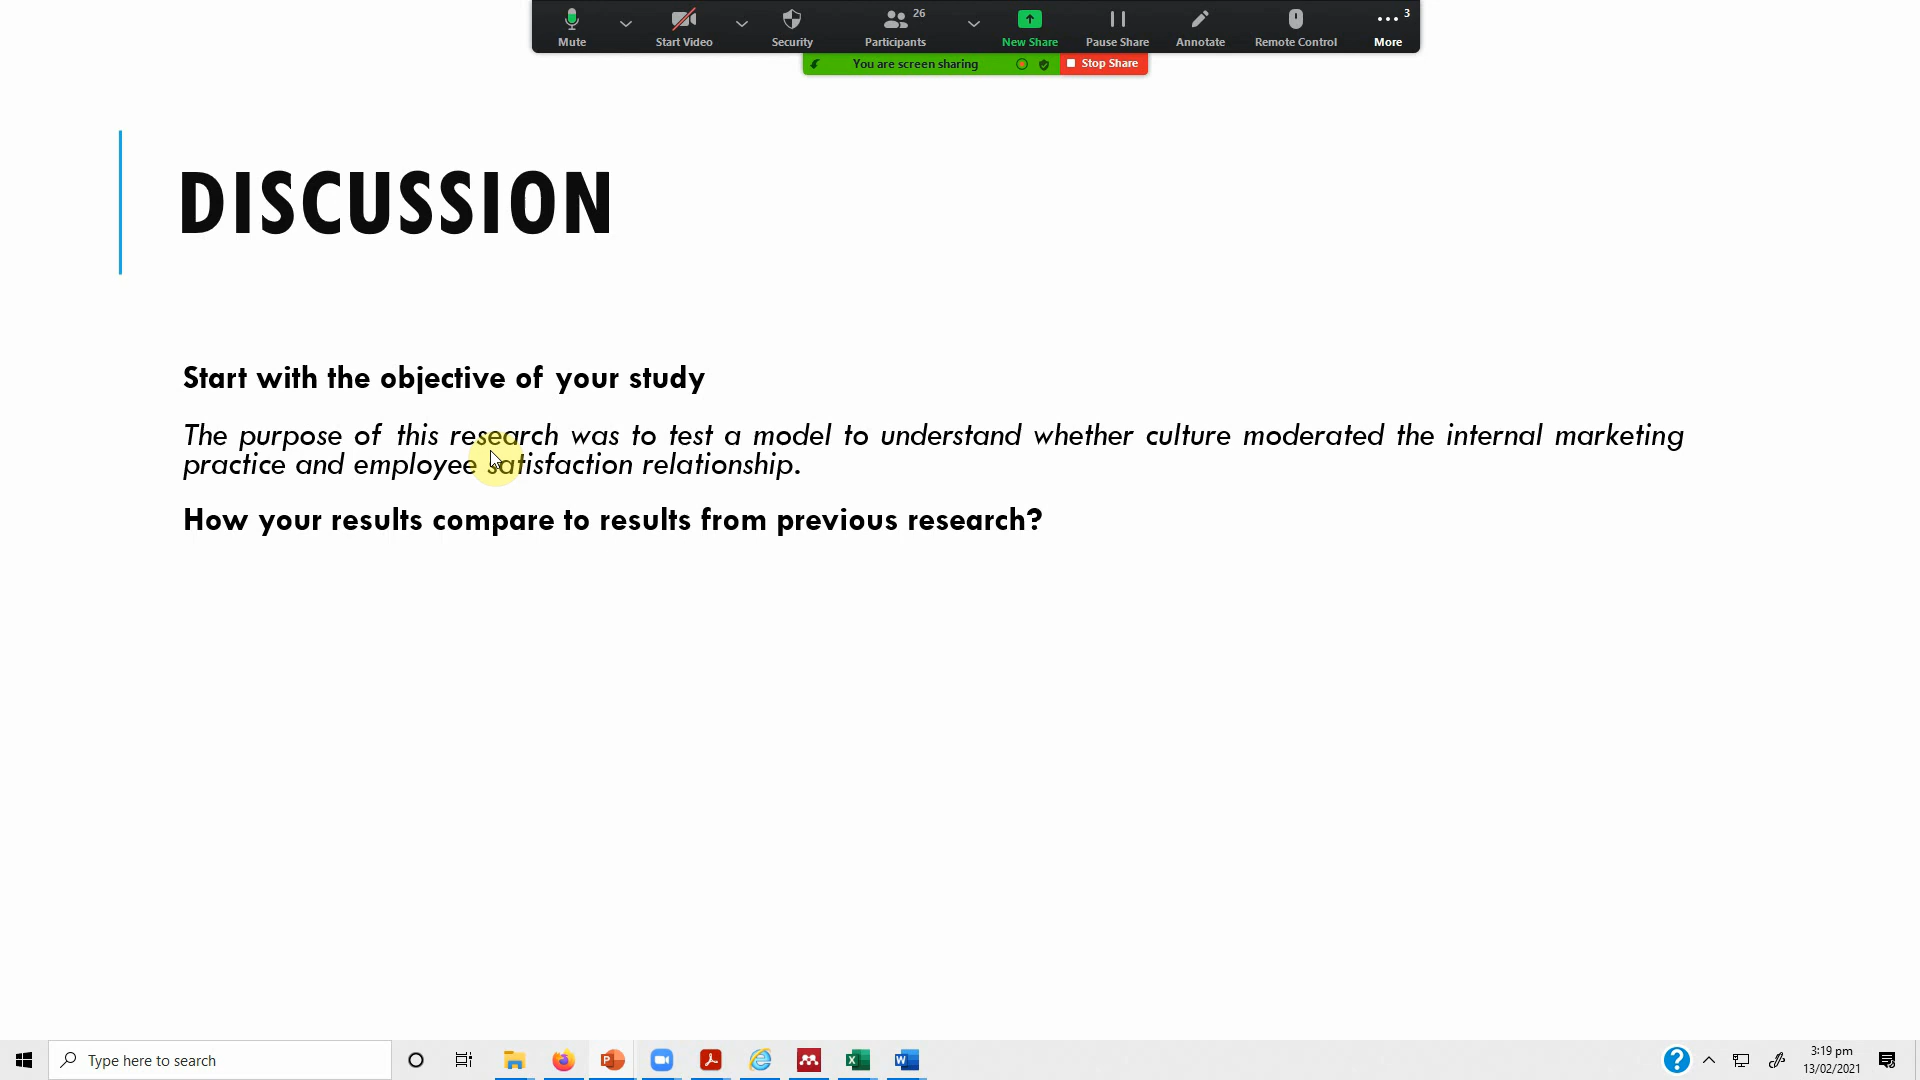 26
3
Mute
Start Video
Security
Participants
New Share
Pause Share
Annotate
Remote Control
More
You are screen sharing
Stop Share
DISCUSSION
Start with the objective of your study
The purpose of this research was to test a model to understand whether culture moderated the internal marketing
practice and employee satisfaction relationship.
How your results compare to results from previous research?
Type here to search
3:19 pm
13/02/2021